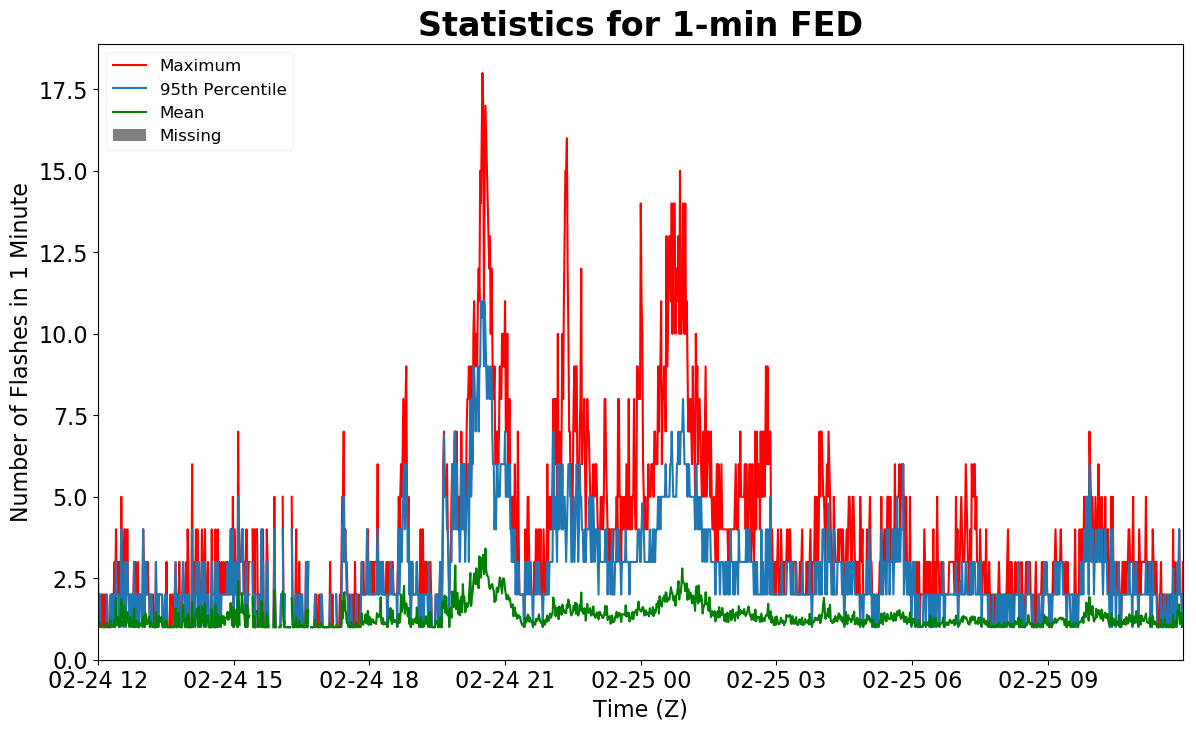 Statistics for 1-min FED
Maximum
95th Percentile
Mean
Missing
Number of Flashes in 1 Minute
17.5
15.0
12.5
10.0
7.5
5.0
2.5
0.0
02-24 12 02-24 15 02-24 18 02-24 21 02-25 00 02-25 03 02-25 06 02-25 09
Time (Z)